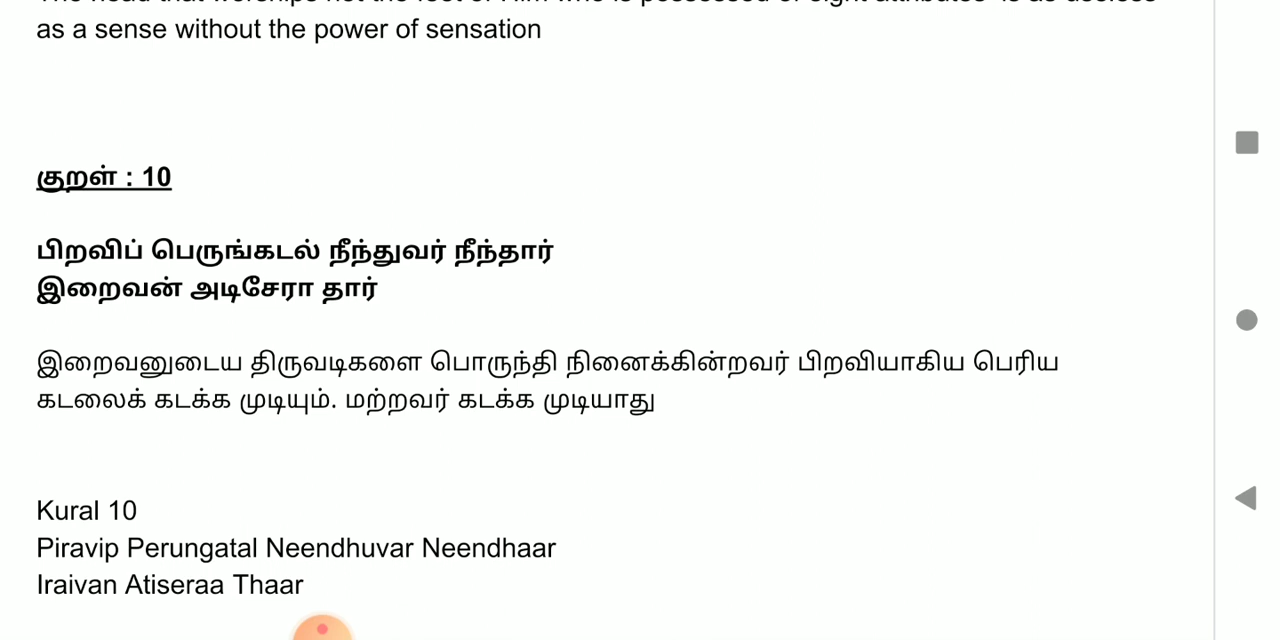 as a sense without the power of sensation
குறள் : 10
பிறவிப் பெருங்கடல் நீந்துவர் நீந்தார்
இறைவன் அடிசேரா தார்
இறைவனுடைய திருவடிகளை பொருந்தி நினைக்கின்றவர் பிறவியாகிய பெரிய
கடலைக் கடக்க முடியும். மற்றவர் கடக்க முடியாது
Kural 10
Piravip Perungatal Neendhuvar Neendhaar
Iraivan Atiseraa Thaar